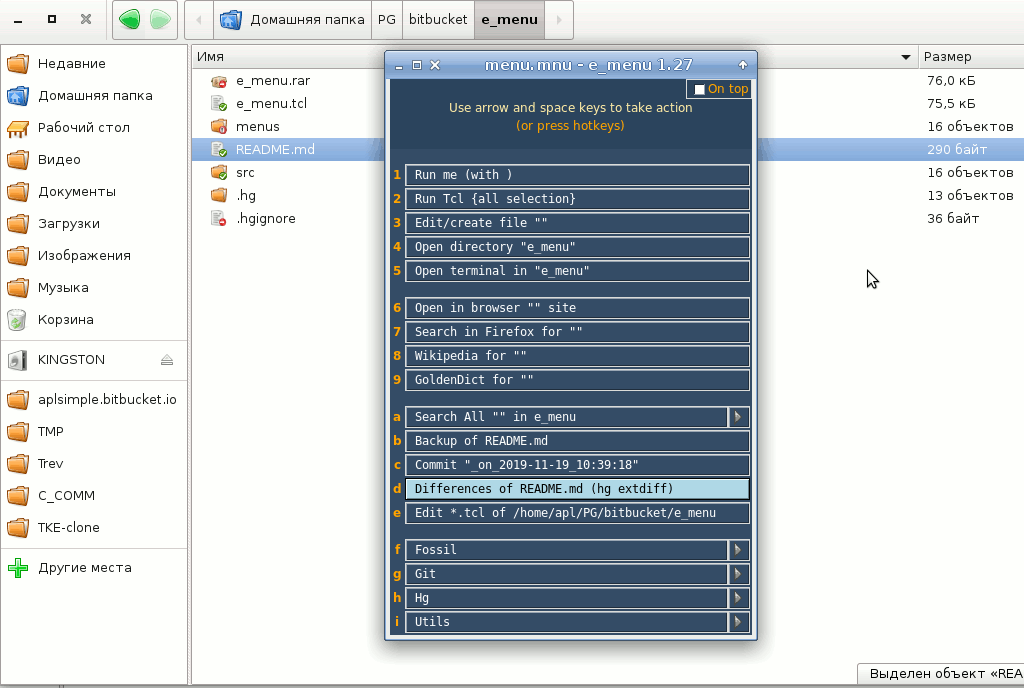 Домашняя папка
PG
bitbucket
e_menu
Недавние
Домашняя папка
Рабочий стол
Видео
Документы
Загрузки
Изображения
Музыка
Корзина
KINGSTON
aplsimple.bitbucket.io
TMP
Trev
C_COMM
TKE-clone
Другие места
Имя
Размер
e_menu.rar
76,0 кБ
e_menu.tcl
75,5 кБ
menus
16 объектов
README.md
290 байт
src
16 объектов
.hg
13 объектов
.hgignore
36 байт
menu.mnu - e_menu 1.27
On top
Use arrow and space keys to take action
(or press hotkeys)
1 Run me (with )
2 Run Tcl {all selection}
3 Edit/create file ""
4 Open directory "e_menu"
5 Open terminal in "e_menu"
6 Open in browser "" site
7 Search in Firefox for ""
8 Wikipedia for ""
9 GoldenDict for ""
a Search All "" in e_menu
b Backup of README.md
c Commit "_on_2019-11-19_10:39:18"
d Differences of README.md (hg extdiff)
e Edit *.tcl of /home/apl/PG/bitbucket/e_menu
f Fossil
g Git
h Hg
i Utils
Выделен объект «REA